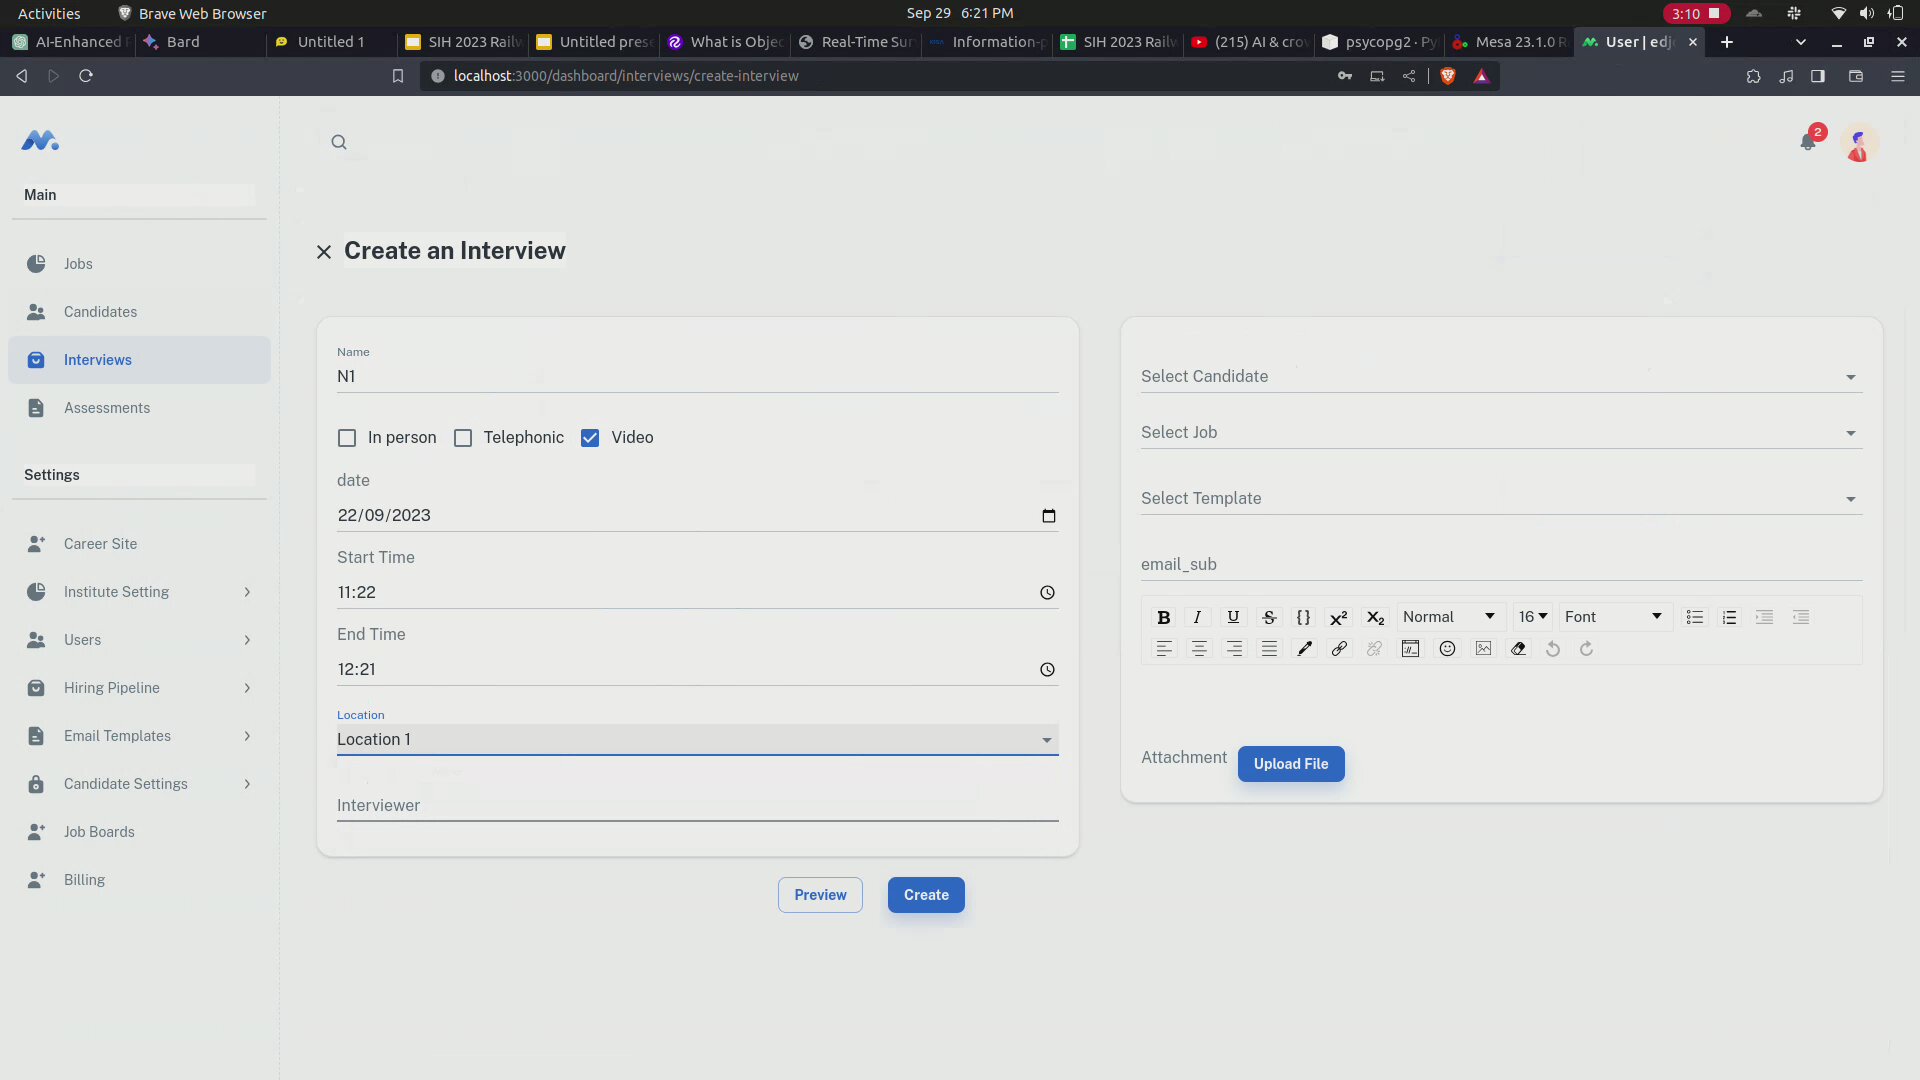 Activities
Brave Web Browser
Sep 29 6:21 PM
3:10
AI-Enhanced
Bard
Untitled 1
SIH 2023 Railw
Untitled prese
What is Objec
Real-Time Sur
Information-p
SIH 2023 Railw
(215) AI & crow
psycopg2 · Py
Mesa 23.1.0 R
User | edjo
localhost:3000/dashboard/interviews/create-interview
2
Main
Jobs
Candidates
Interviews
Assessments
Settings
Career Site
Institute Setting
Users
Hiring Pipeline
Email Templates
Candidate Settings
Job Boards
Billing
Create an Interview
Name
N1
In person
Telephonic
Video
date
22/09/2023
Start Time
11:22
End Time
12:21
Location
Location 1
Interviewer
Select Candidate
Select Job
Select Template
email_sub
Normal
16
Font
Attachment
Upload File
Preview
Create